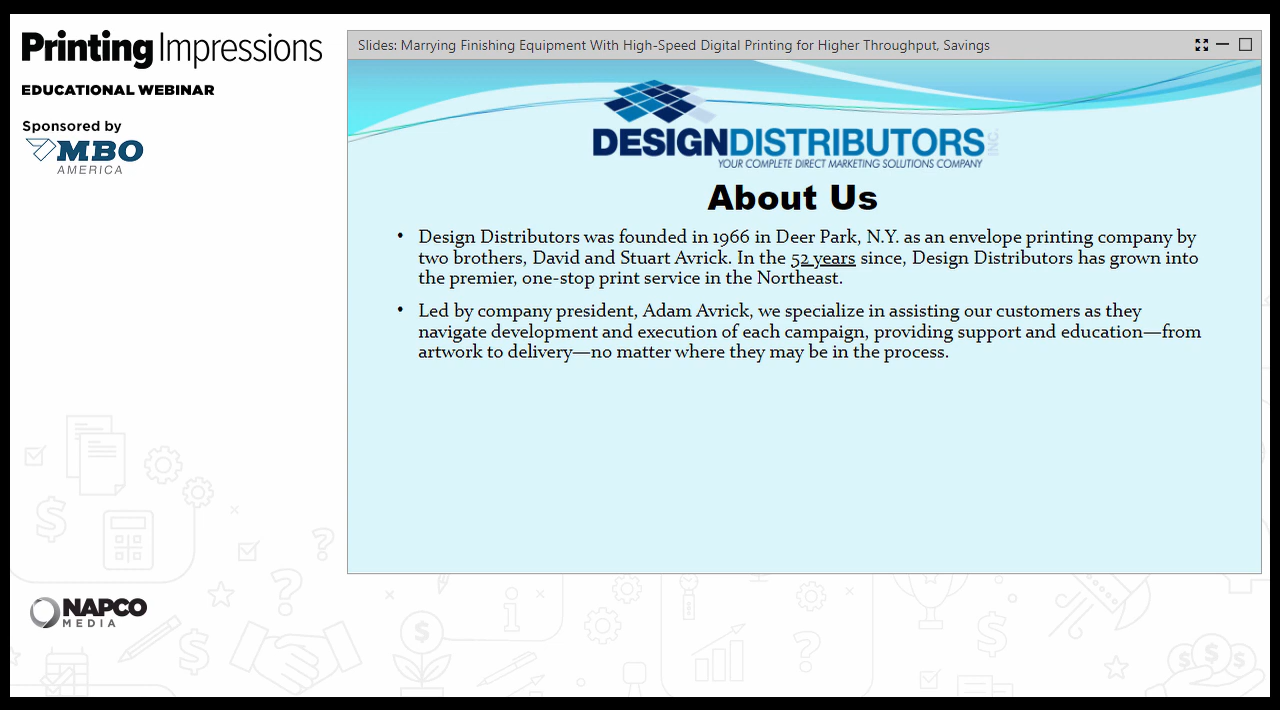 Printing Impressions
EDUCATIONAL WEBINAR
Sponsored by
MBO
AMERICA
Slides: Marrying Finishing Equipment With High-Speed Digital Printing for Higher Throughput, Savings
DESIGNDISTRIBUTORS INC.
YOUR COMPLETE DIRECT MARKETING SOLUTIONS COMPANY
About Us
• Design Distributors was founded in 1966 in Deer Park, N.Y. as an envelope printing company by
two brothers, David and Stuart Avrick. In the 52 years since, Design Distributors has grown into
the premier, one-stop print service in the Northeast.
• Led by company president, Adam Avrick, we specialize in assisting our customers as they
navigate development and execution of each campaign, providing support and education—from
artwork to delivery—no matter where they may be in the process.
NAPCO
MEDIA